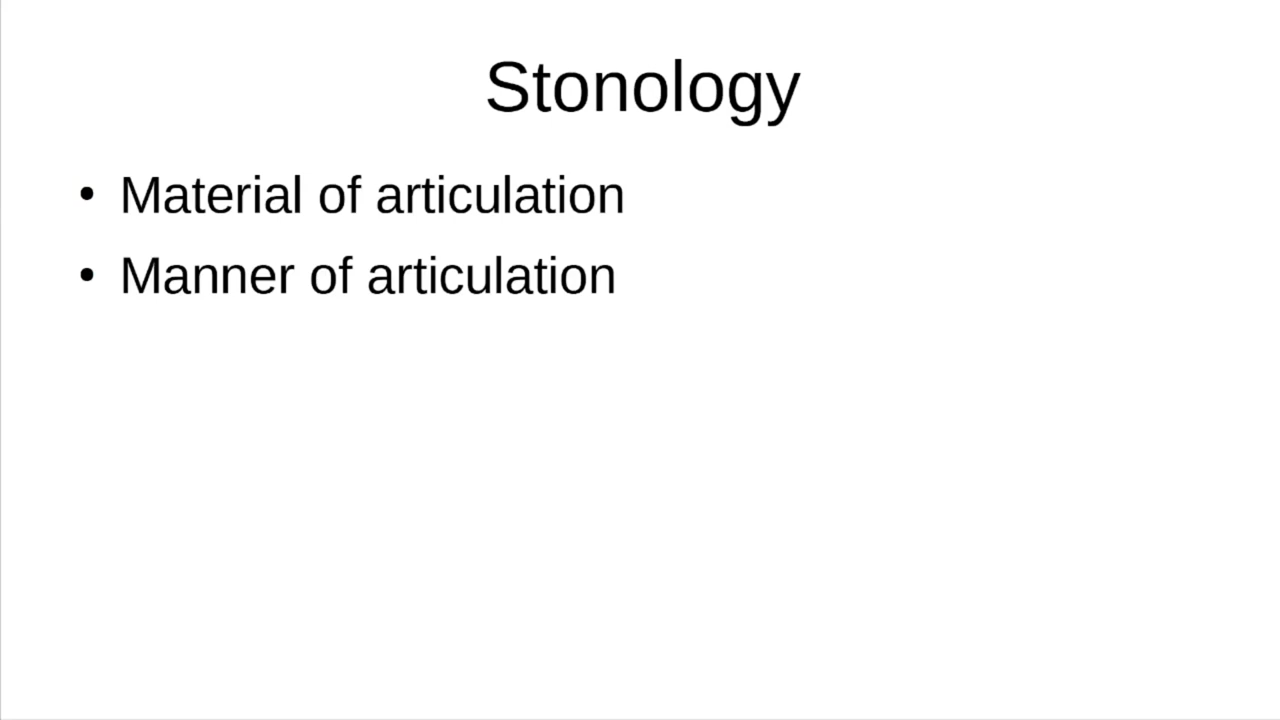 Stonology
• Material of articulation
• Manner of articulation